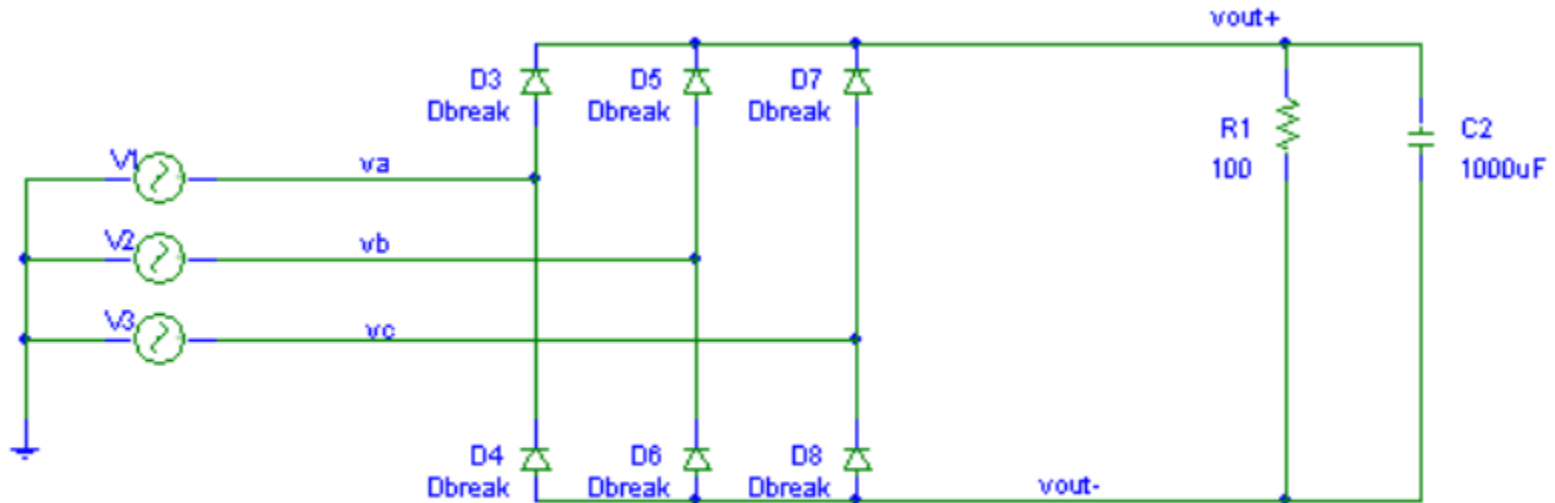 vout+
D3
Dbreak
D5
Dbreak
D7
Dbreak
R1
100
C2
1000uF
V1
va
V2
vb
V3
vc
D4
Dbreak
D6
Dbreak
D8
Dbreak
vout-